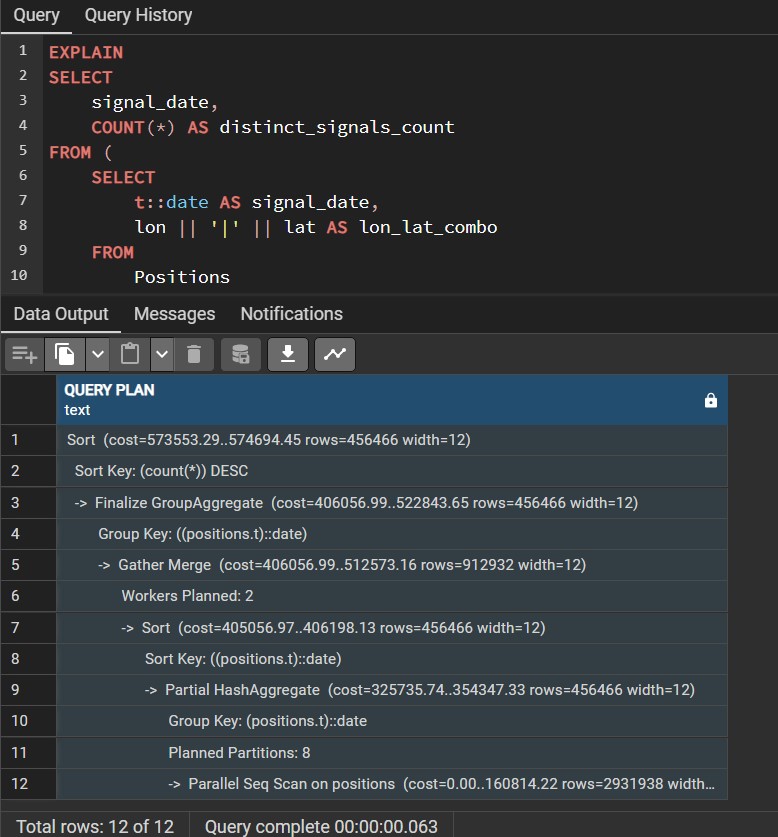 Query Query History
1 EXPLAIN
2 SELECT
3 signal_date,
4 COUNT(*) AS distinct_signals_count
5 FROM (
6 SELECT
7 t::date AS signal_date,
8 lon || '|' || lat AS lon_lat_combo
9 FROM
10 Positions
Data Output Messages Notifications
QUERY PLAN
text
1 Sort (cost=573553.29..574694.45 rows=456466 width=12)
2 Sort Key: (count(*)) DESC
3 -> Finalize GroupAggregate (cost=406056.99..522843.65 rows=456466 width=12)
4 Group Key: ((positions.t)::date)
5 -> Gather Merge (cost=406056.99..512573.16 rows=912932 width=12)
6 Workers Planned: 2
7 -> Sort (cost=405056.97..406198.13 rows=456466 width=12)
8 Sort Key: ((positions.t)::date)
9 -> Partial HashAggregate (cost=325735.74..354347.33 rows=456466 width=12)
10 Group Key: (positions.t)::date
11 Planned Partitions: 8
12 -> Parallel Seq Scan on positions (cost=0.00..160814.22 rows=2931938 width...
Total rows: 12 of 12 Query complete 00:00:00.063